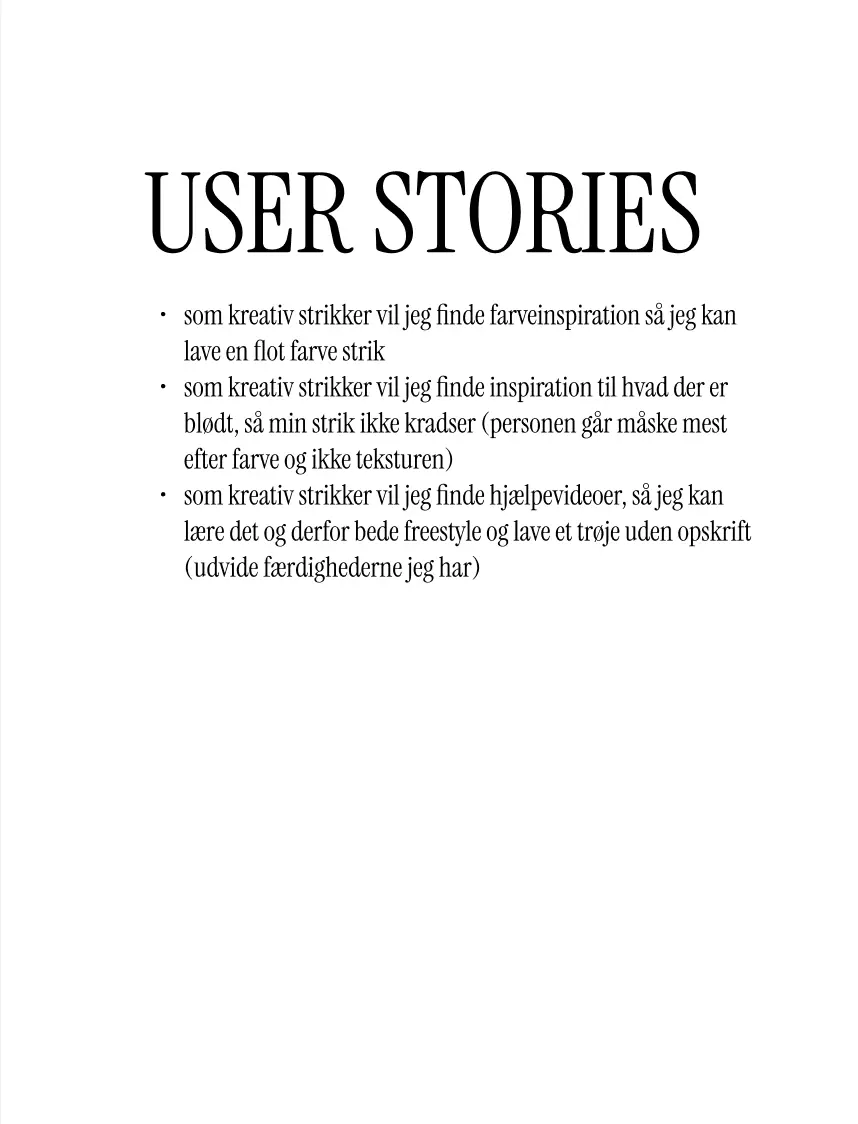 USER STORIES
• som kreativ strikker vil jeg finde farveinspiration så jeg kan
lave en flot farve strik
• som kreativ strikker vil jeg finde inspiration til hvad der er
blødt, så min strik ikke kradser (personen går måske mest
efter farve og ikke teksturen)
• som kreativ strikker vil jeg finde hjælpevideoer, så jeg kan
lære det og derfor bede freestyle og lave et trøje uden opskrift
(udvide færdighederne jeg har)